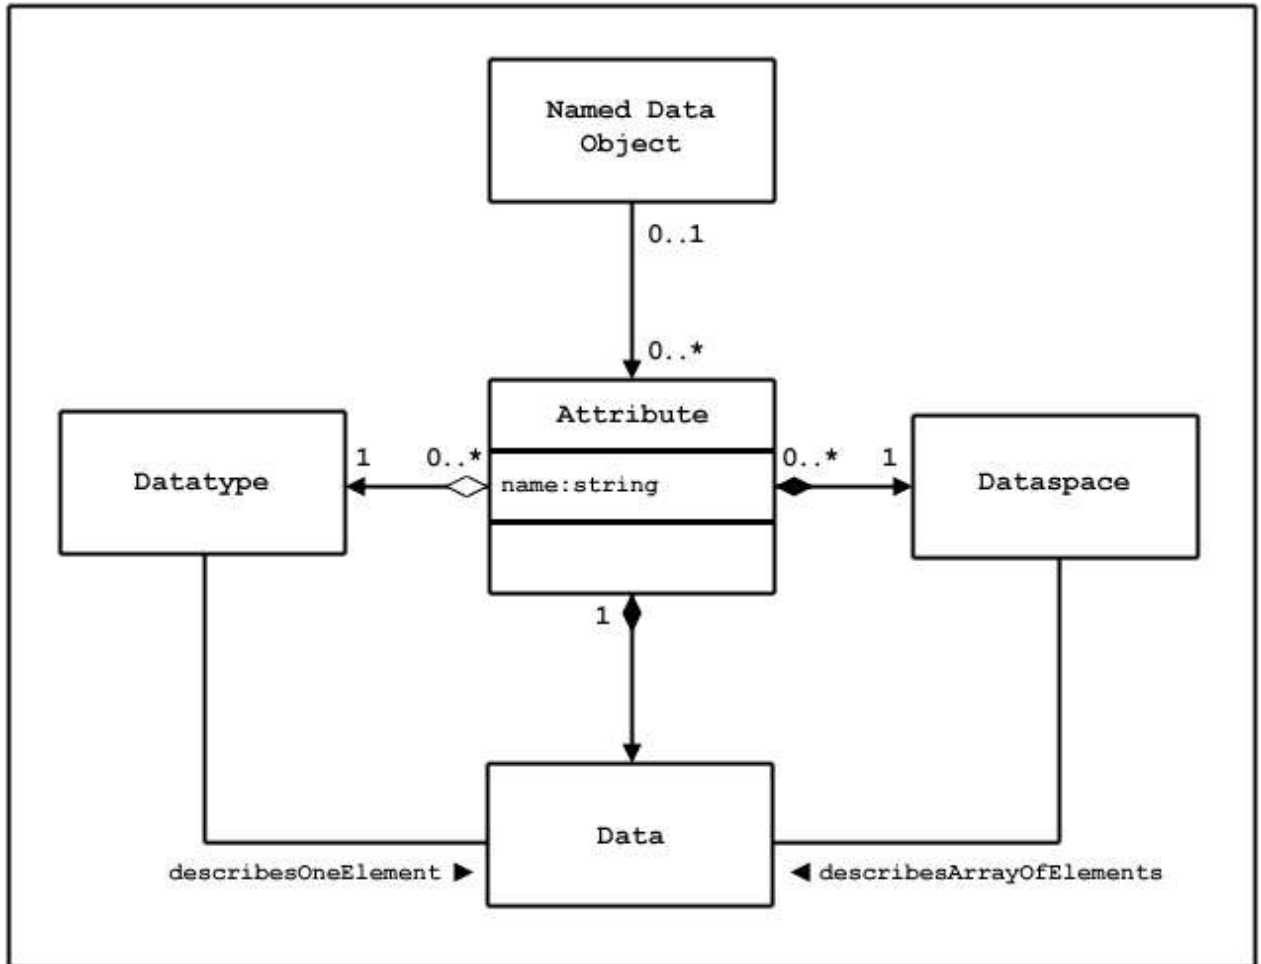 Named Data
Object
0..1
0..*
Attribute
Datatype
1
0..*
name:string
0..*
1
Dataspace
1
Data
describesOneElement ►
◄ describesArrayOfElements